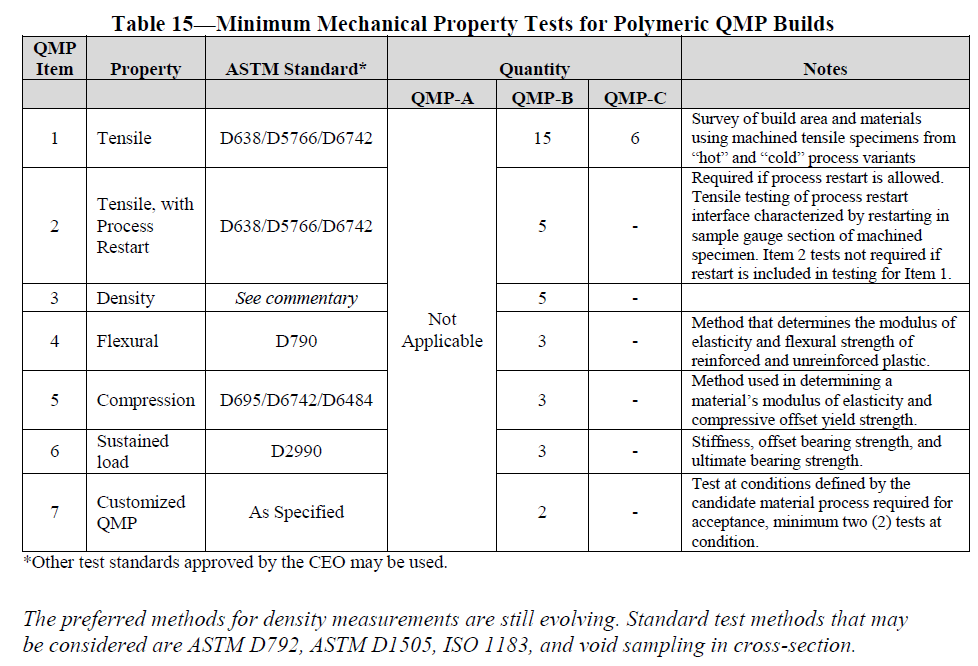 Table 15—Minimum Mechanical Property Tests for Polymeric QMP Builds
QMP
Item
Property
ASTM Standard*
Quantity
Notes
QMP-A
QMP-B
QMP-C
1
Tensile
D638/D5766/D6742
Not
Applicable
15
6
Survey of build area and materials
using machined tensile specimens from
“hot” and “cold” process variants
2
Tensile, with
Process
Restart
D638/D5766/D6742
5
-
Required if process restart is allowed.
Tensile testing of process restart
interface characterized by restarting in
sample gauge section of machined
specimen. Item 2 tests not required if
restart is included in testing for Item 1.
3
Density
See commentary
5
-
4
Flexural
D790
3
-
Method that determines the modulus of
elasticity and flexural strength of
reinforced and unreinforced plastic.
5
Compression
D695/D6742/D6484
3
-
Method used in determining a
material’s modulus of elasticity and
compressive offset yield strength.
6
Sustained
load
D2990
3
-
Stiffness, offset bearing strength, and
ultimate bearing strength.
7
Customized
QMP
As Specified
2
-
Test at conditions defined by the
candidate material process required for
acceptance, minimum two (2) tests at
condition.
*Other test standards approved by the CEO may be used.
The preferred methods for density measurements are still evolving. Standard test methods that may
be considered are ASTM D792, ASTM D1505, ISO 1183, and void sampling in cross-section.